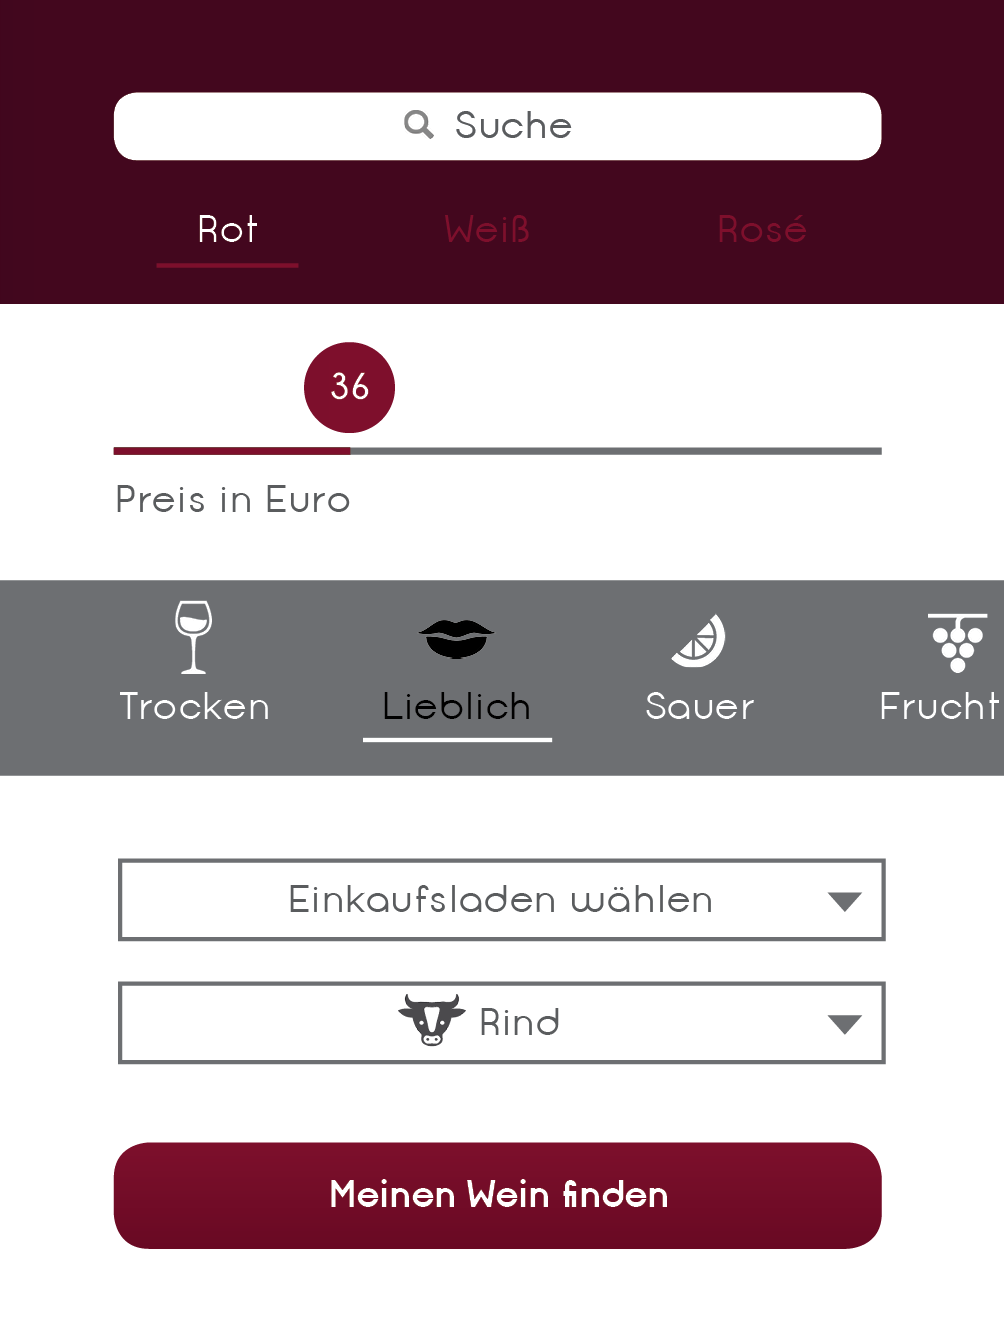 Suche
Rot Weiß Rosé
36
Preis in Euro
Trocken Lieblich Sauer Frucht
Einkaufsladen wählen
Rind
Meinen Wein finden